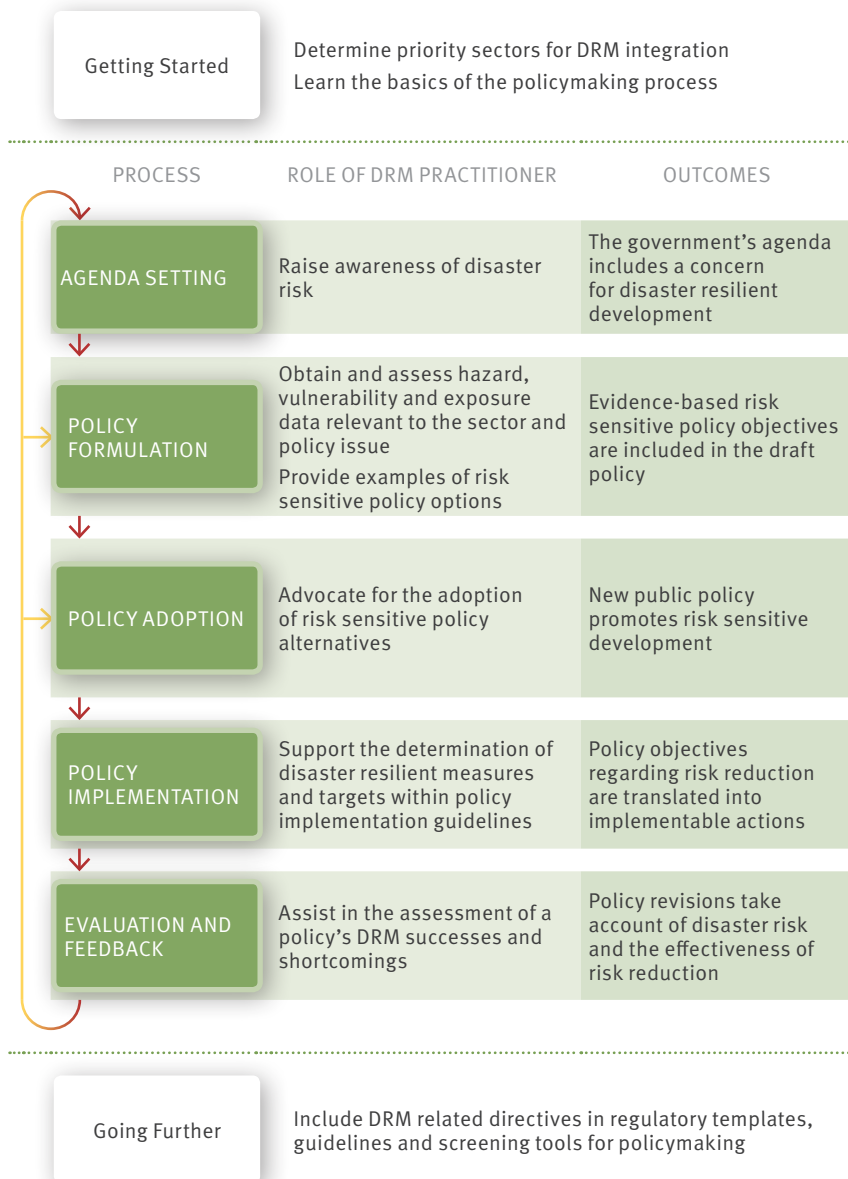 Getting Started
Determine priority sectors for DRM integration
Learn the basics of the policymaking process
PROCESS
ROLE OF DRM PRACTITIONER
OUTCOMES
AGENDA SETTING
Raise awareness of disaster
risk
The government’s agenda
includes a concern
for disaster resilient
development
POLICY
FORMULATION
Obtain and assess hazard,
vulnerability and exposure
data relevant to the sector and
policy issue
Provide examples of risk
sensitive policy options
Evidence-based risk
sensitive policy objectives
are included in the draft
policy
POLICY ADOPTION
Advocate for the adoption
of risk sensitive policy
alternatives
New public policy
promotes risk sensitive
development
POLICY
IMPLEMENTATION
Support the determination of
disaster resilient measures
and targets within policy
implementation guidelines
Policy objectives
regarding risk reduction
are translated into
implementable actions
EVALUATION AND
FEEDBACK
Assist in the assessment of a
policy’s DRM successes and
shortcomings
Policy revisions take
account of disaster risk
and the effectiveness of
risk reduction
Going Further
Include DRM related directives in regulatory templates,
guidelines and screening tools for policymaking